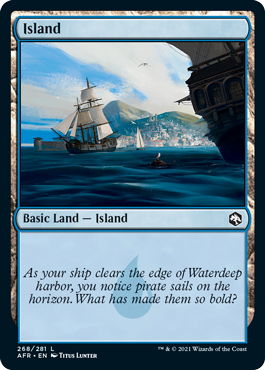 Island
Basic Land — Island
As your ship clears the edge of Waterdeep
harbor, you notice pirate sails on the
horizon. What has made them so bold?
268/281 L
AFR • EN Titus Lunter
™ & © 2021 Wizards of the Coast